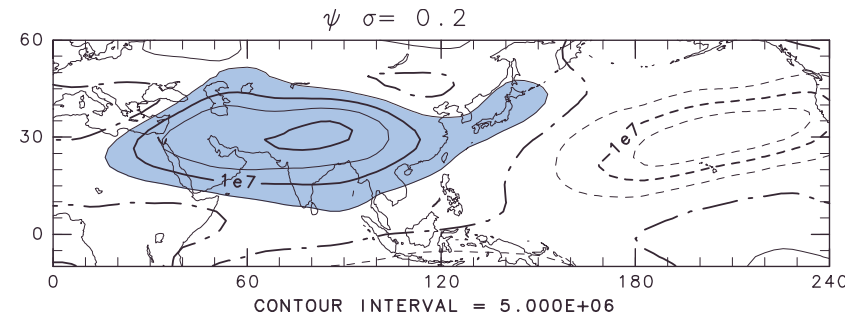 ψ σ= 0.2
60
30
0
1e7
1e7
0 60 120 180 240
CONTOUR INTERVAL = 5.000E+06